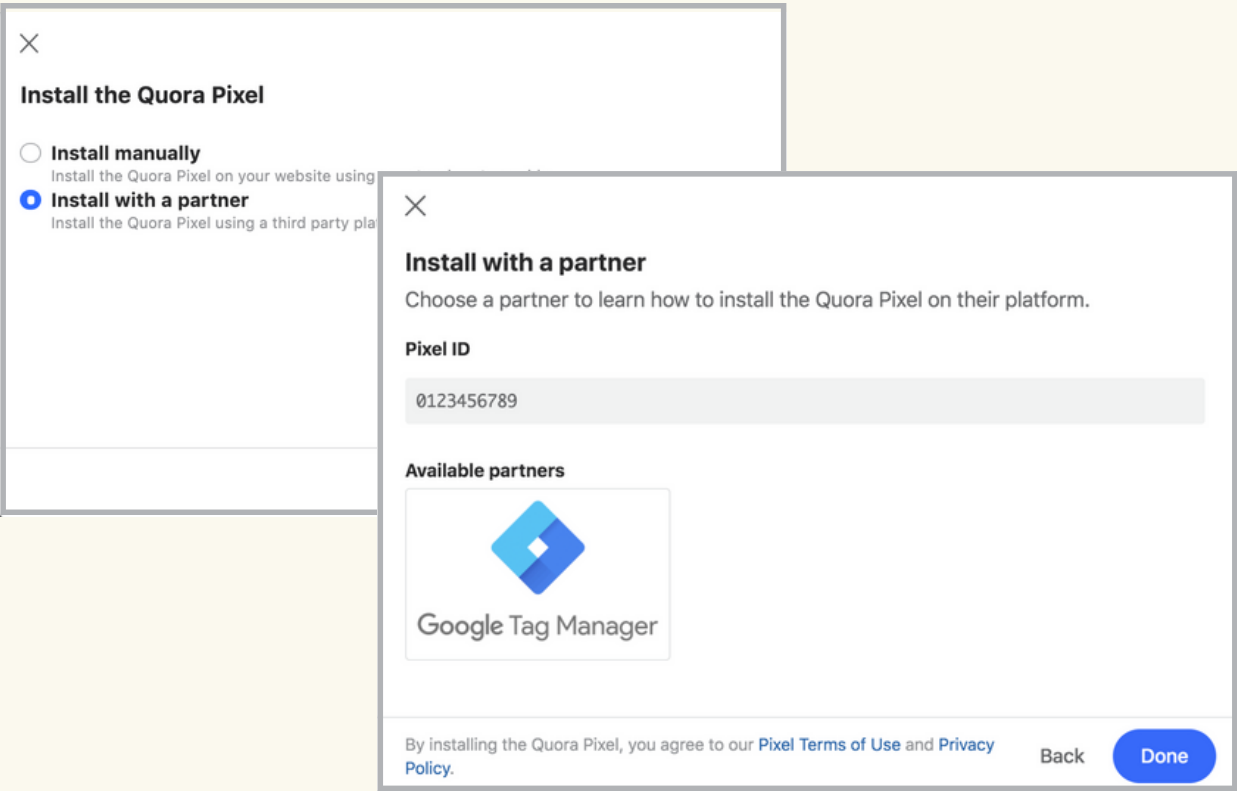 Install the Quora Pixel
Install manually
Install the Quora Pixel on your website using
Install with a partner
Install the Quora Pixel using a third party
Install with a partner
Choose a partner to learn how to install the Quora Pixel on their platform.
Pixel ID
0123456789
Available partners
Google Tag Manager
By installing the Quora Pixel, you agree to our Pixel Terms of Use and Privacy
Policy.
Back
Done